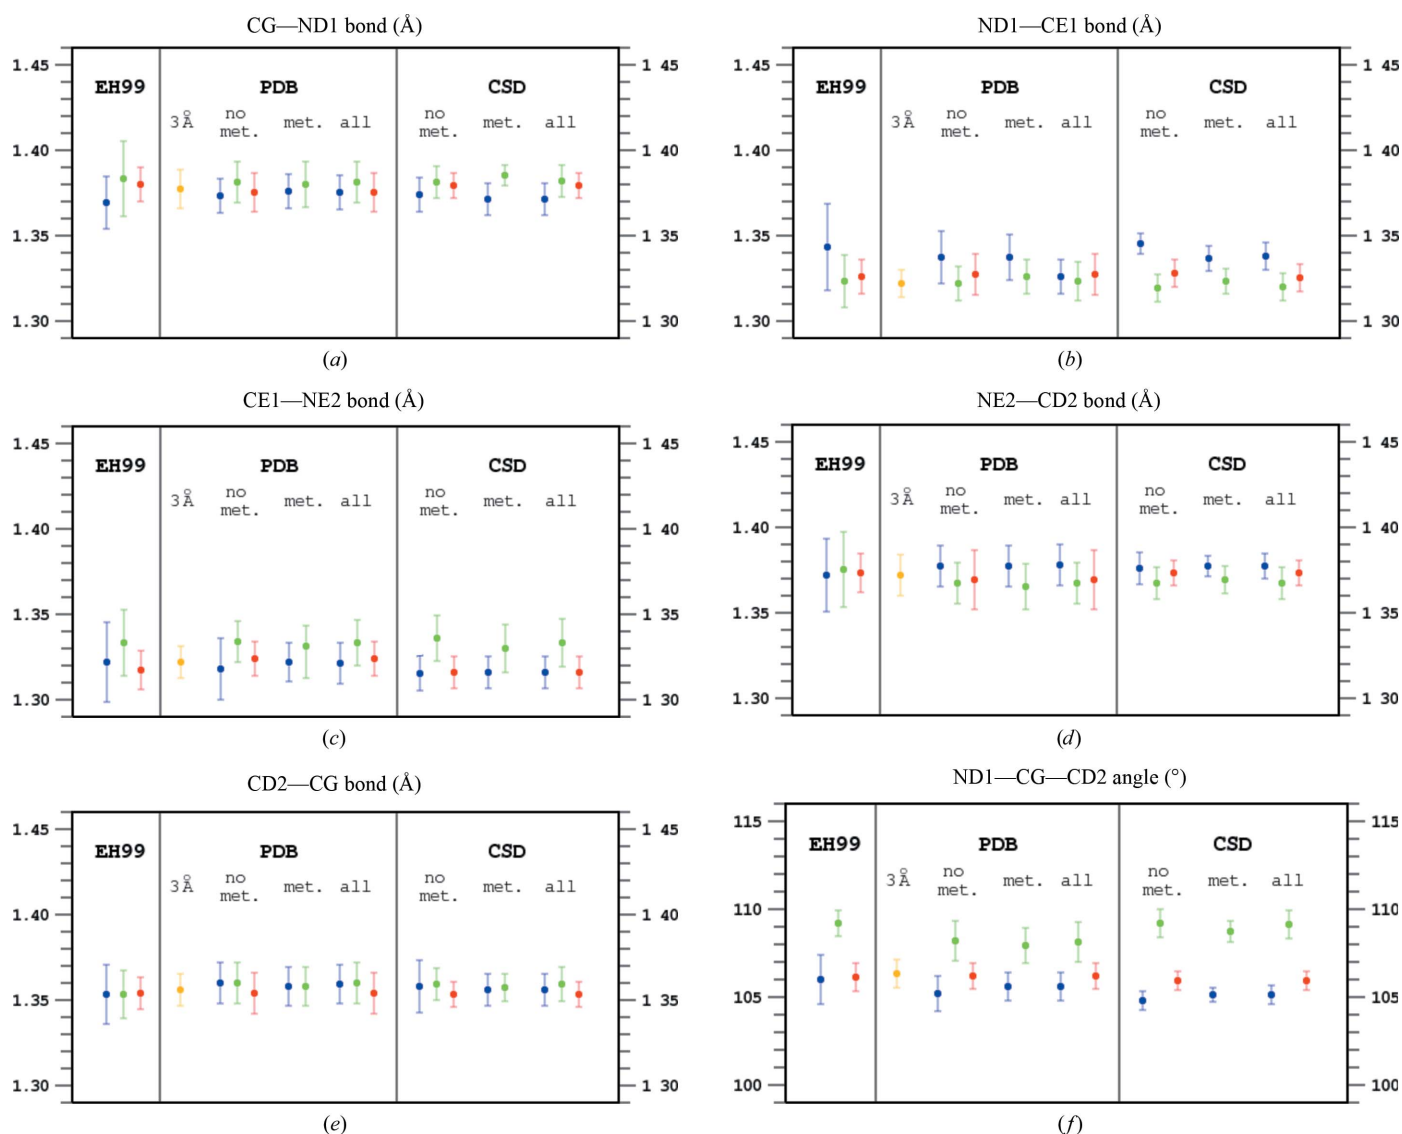 CG—ND1 bond (Å)
ND1—CE1 bond (Å)
1.45 EH99 PDB CSD 1 45
3Å no met. met. all no met. met. all
1.40 1 40
1.35 1 35
1.30 1 30
(a)
1.45 EH99 PDB CSD 1 45
3Å no met. met. all no met. met. all
1.40 1 40
1.35 1 35
1.30 1 30
(b)
CE1—NE2 bond (Å)
NE2—CD2 bond (Å)
1.45 EH99 PDB CSD 1 45
3Å no met. met. all no met. met. all
1.40 1 40
1.35 1 35
1.30 1 30
(c)
1.45 EH99 PDB CSD 1 45
3Å no met. met. all no met. met. all
1.40 1 40
1.35 1 35
1.30 1 30
(d)
CD2—CG bond (Å)
ND1—CG—CD2 angle (°)
1.45 EH99 PDB CSD 1 45
3Å no met. met. all no met. met. all
1.40 1 40
1.35 1 35
1.30 1 30
(e)
115 EH99 PDB CSD 115
3Å no met. met. all no met. met. all
110 110
105 105
100 100
(f)